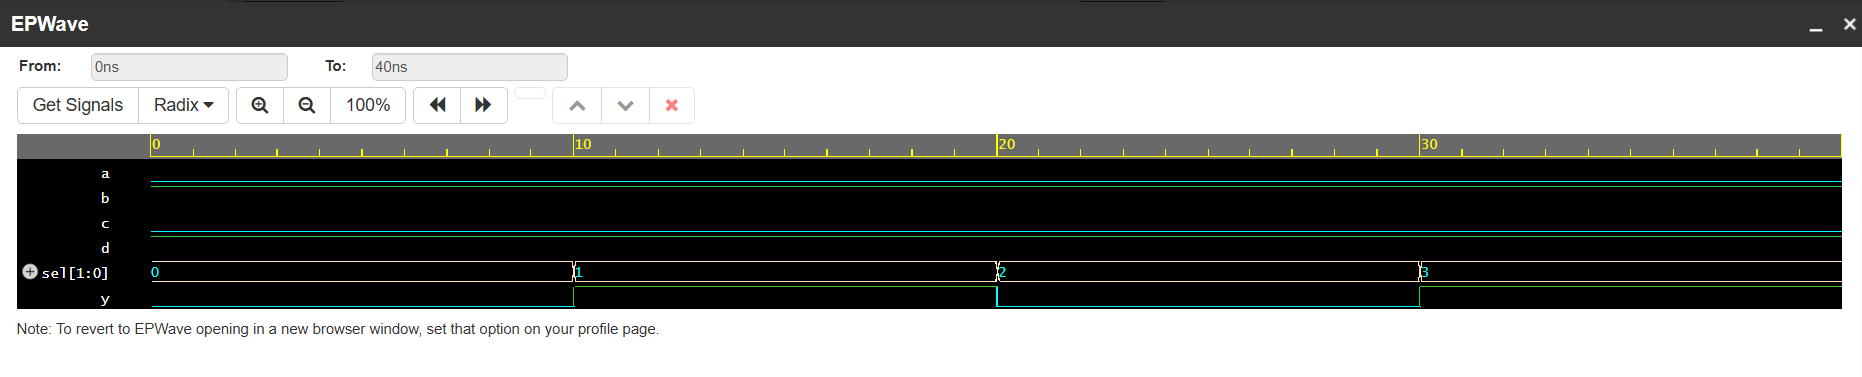 EPWave
From: 0ns To: 40ns
Get Signals Radix 100%
0 10 20 30
a
b
c
d
sel[1:0] 0 1 2 3
y
Note: To revert to EPWave opening in a new browser window, set that option on your profile page.